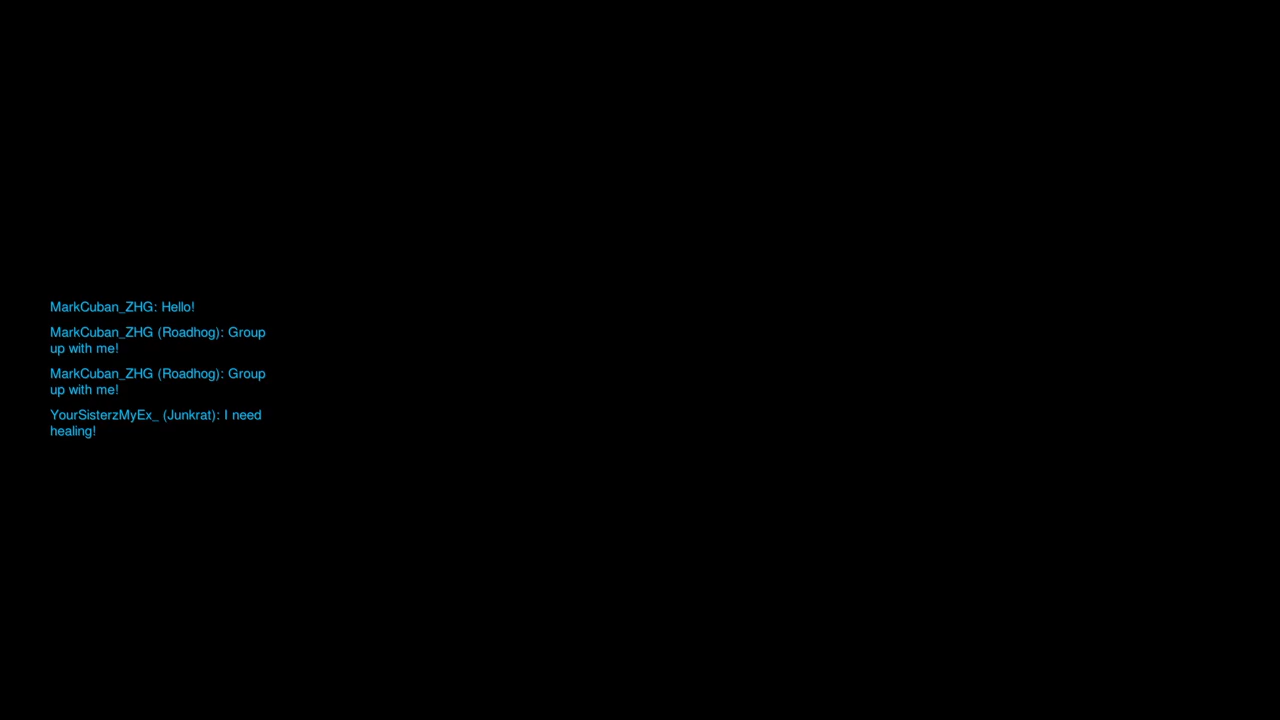 MarkCuban_ZHG: Hello!
MarkCuban_ZHG (Roadhog): Group
up with me!
MarkCuban_ZHG (Roadhog): Group
up with me!
YourSisterzMyEx_ (Junkrat): I need
healing!